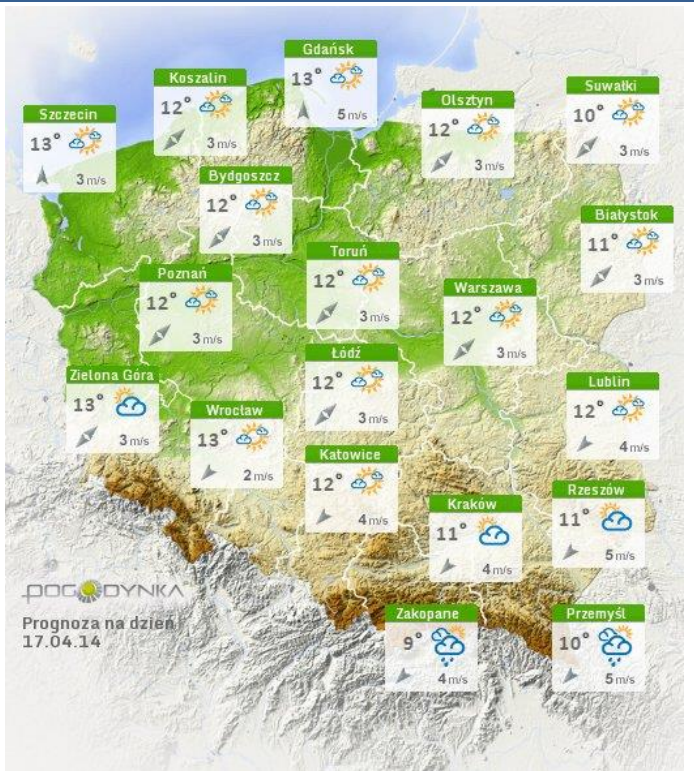 Gdańsk
13°
5 m/s
Koszalin
12°
3 m/s
Suwałki
10°
3 m/s
Olsztyn
12°
3 m/s
Szczecin
13°
3 m/s
Bydgoszcz
12°
3 m/s
Białystok
11°
3 m/s
Toruń
12°
3 m/s
Poznań
12°
3 m/s
Warszawa
12°
3 m/s
Łódź
12°
3 m/s
Zielona Góra
13°
3 m/s
Lublin
12°
4 m/s
Wrocław
13°
2 m/s
Katowice
12°
4 m/s
Rzeszów
11°
5 m/s
Kraków
11°
4 m/s
POGODYNKA
Prognoza na dzień
17.04.14
Zakopane
9°
4 m/s
Przemyśl
10°
5 m/s